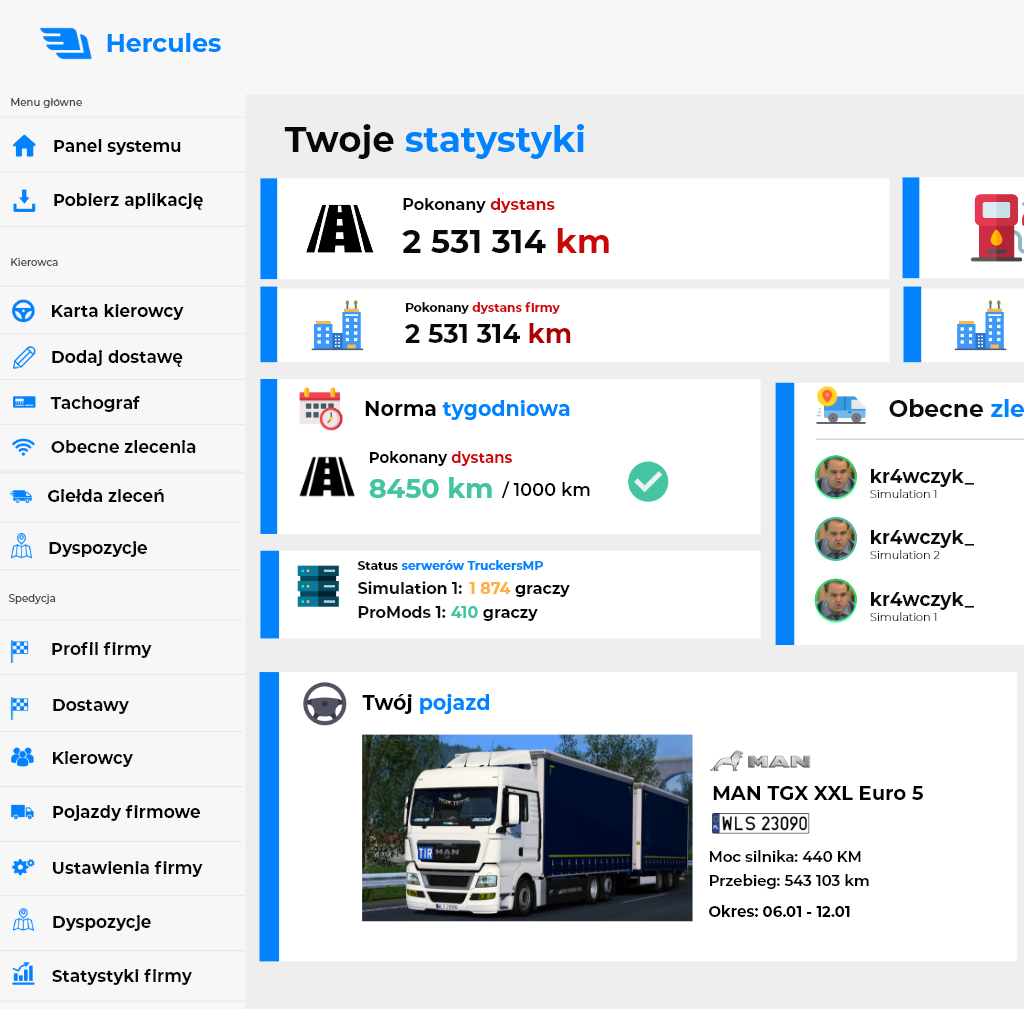 Hercules
Menu główne
Panel systemu
Pobierz aplikację
Kierowca
Karta kierowcy
Dodaj dostawę
Tachograf
Obecne zlecenia
Giełda zleceń
Dyspozycje
Spedycja
Profil firmy
Dostawy
Kierowcy
Pojazdy firmowe
Ustawienia firmy
Dyspozycje
Statystyki firmy
Twoje statystyki
Pokonany dystans
2 531 314 km
Pokonany dystans firmy
2 531 314 km
Norma tygodniowa
Pokonany dystans
8450 km / 1000 km
Status serwerów TruckersMP
Simulation 1: 1 874 graczy
ProMods 1: 410 graczy
Obecne zle
kr4wczyk_
Simulation 1
kr4wczyk_
Simulation 2
kr4wczyk_
Simulation 1
Twój pojazd
TIR MAN
WLS 23090
MAN
MAN TGX XXL Euro 5
WLS 23090
Moc silnika: 440 KM
Przebieg: 543 103 km
Okres: 06.01 - 12.01